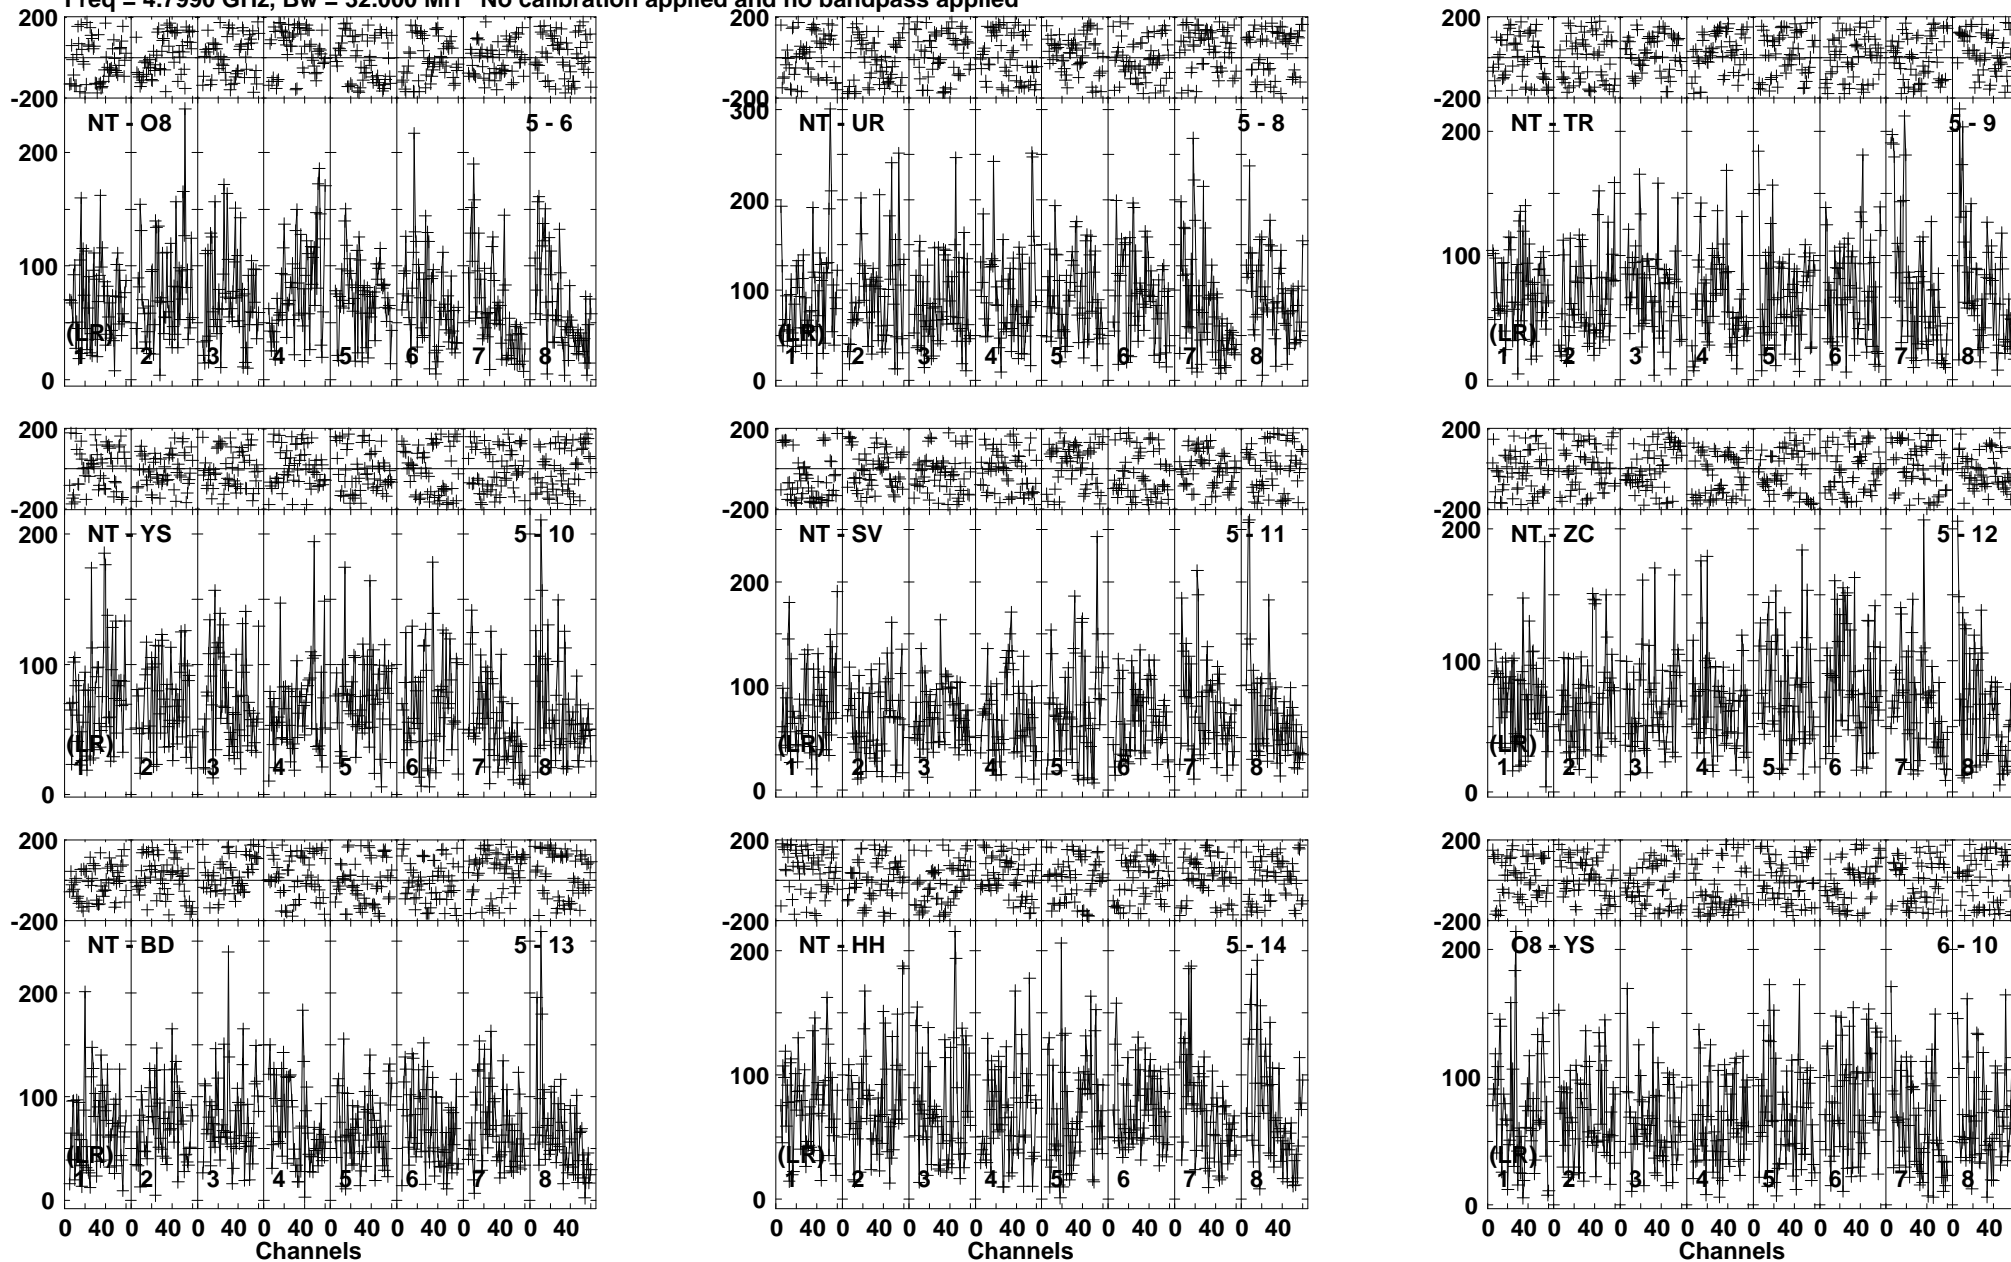 Freq = 4.7990 GHz, Bw = 32.000 MH No calibration applied and no bandpass applied
200 200 200
-200 -200 -200
NT - O8 5 - 6 NT - UR 5 - 8 NT - TR 5 - 9
300
200 200 200
100 100 100
(LR) (LR)
1 2 3 4 5 6 7 8 1 2 3 4 5 6 7 8 1 2 3 4 5 6 7 8
0 0 0
200 200 200
-200 -200 -200
NT - YS 5 - 10 NT - SV 5 - 11 NT - ZC 5 - 12
200 200 200
100 100 100
(LR) (LR) (LR)
1 2 3 4 5 6 7 8 1 2 3 4 5 6 7 8 1 2 3 4 5 6 7 8
0 0 0
200 200 200
-200 -200 -200
NT - BD 5 - 13 NT - HH 5 - 14 O8 - YS 6 - 10
200 200 200
100 100 100
(LR) (LR) (LR)
1 2 3 4 5 6 7 8 1 2 3 4 5 6 7 8 1 2 3 4 5 6 7 8
0 0 0
0 40 0 40 0 40 0 40 0 40 0 40 0 40 0 40 0 40 0 40 0 40 0 40 0 40 0 40 0 40 0 40 0 40 0 40 0 40 0 40 0 40 0 40 0 40 0 40
Channels Channels Channels